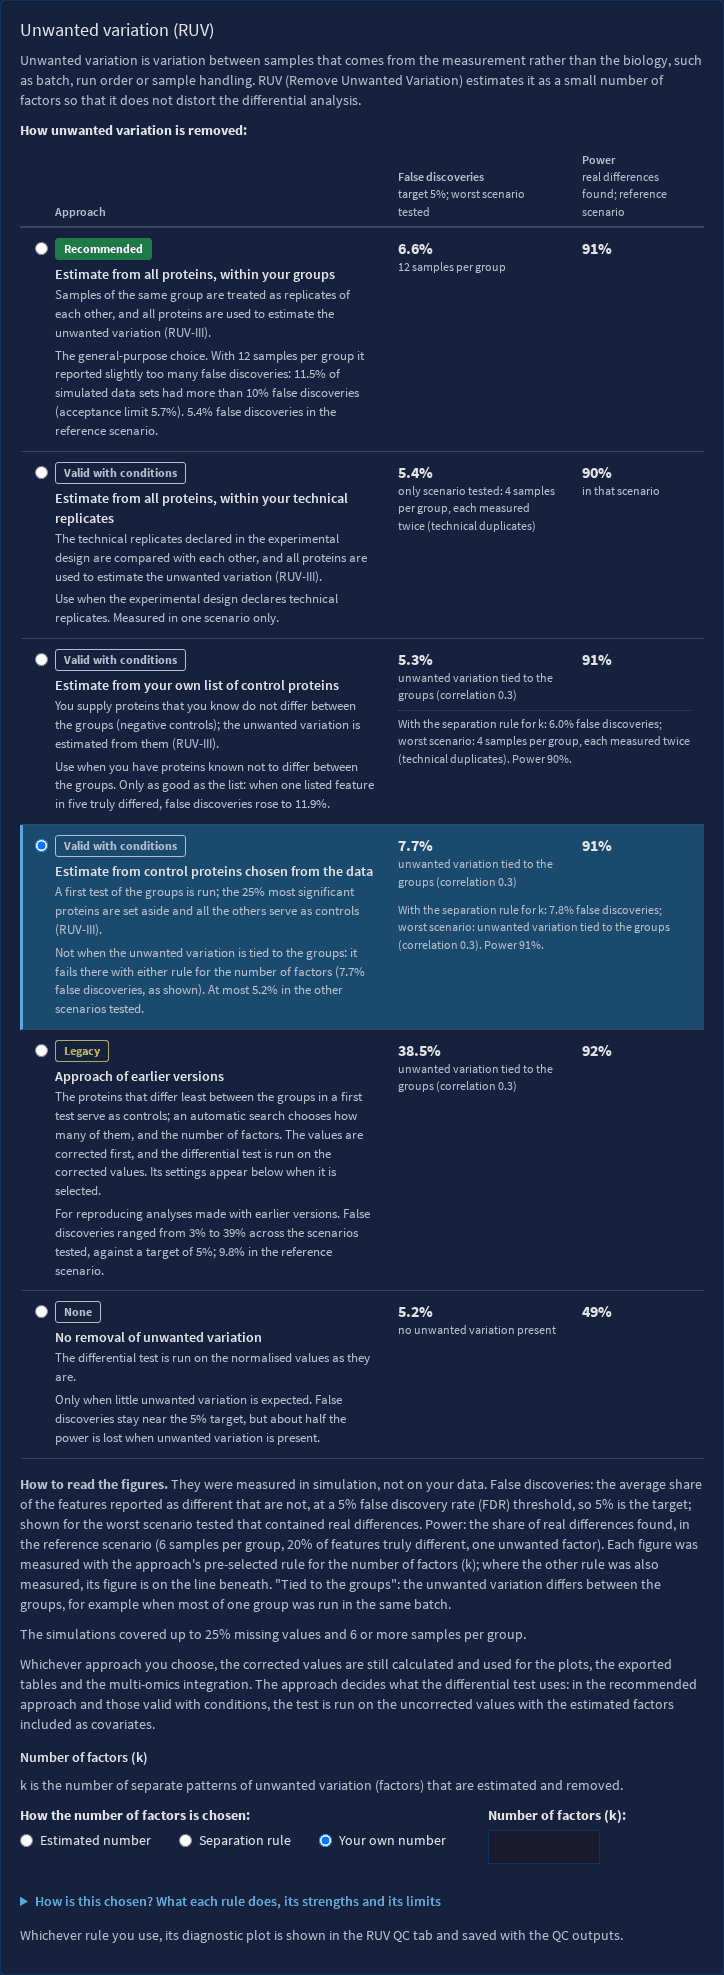 Unwanted variation (RUV)
Unwanted variation is variation between samples that comes from the measurement rather than the biology, such
as batch, run order or sample handling. RUV (Remove Unwanted Variation) estimates it as a small number of
factors so that it does not distort the differential analysis.
How unwanted variation is removed:
Approach
False discoveries
target 5%; worst scenario
tested
Power
real differences
found; reference
scenario
Recommended
Estimate from all proteins, within your groups
Samples of the same group are treated as replicates of
each other, and all proteins are used to estimate the
unwanted variation (RUV-III).
The general-purpose choice. With 12 samples per group it
reported slightly too many false discoveries: 11.5% of
simulated data sets had more than 10% false discoveries
(acceptance limit 5.7%). 5.4% false discoveries in the
reference scenario.
6.6%
12 samples per group
91%
Valid with conditions
Estimate from all proteins, within your technical
replicates
The technical replicates declared in the experimental
design are compared with each other, and all proteins are
used to estimate the unwanted variation (RUV-III).
Use when the experimental design declares technical
replicates. Measured in one scenario only.
5.4%
only scenario tested: 4 samples
per group, each measured
twice (technical duplicates)
90%
in that scenario
Valid with conditions
Estimate from your own list of control proteins
You supply proteins that you know do not differ between
the groups (negative controls); the unwanted variation is
estimated from them (RUV-III).
Use when you have proteins known not to differ between
the groups. Only as good as the list: when one listed feature
in five truly differed, false discoveries rose to 11.9%.
5.3%
unwanted variation tied to the
groups (correlation 0.3)
91%
With the separation rule for k: 6.0% false discoveries;
worst scenario: 4 samples per group, each measured twice
(technical duplicates). Power 90%.
Valid with conditions
Estimate from control proteins chosen from the data
A first test of the groups is run; the 25% most significant
proteins are set aside and all the others serve as controls
(RUV-III).
Not when the unwanted variation is tied to the groups: it
fails there with either rule for the number of factors (7.7%
false discoveries, as shown). At most 5.2% in the other
scenarios tested.
7.7%
unwanted variation tied to the
groups (correlation 0.3)
91%
With the separation rule for k: 7.8% false discoveries;
worst scenario: unwanted variation tied to the groups
(correlation 0.3). Power 91%.
Legacy
Approach of earlier versions
The proteins that differ least between the groups in a first
test serve as controls; an automatic search chooses how
many of them, and the number of factors. The values are
corrected first, and the differential test is run on the
corrected values. Its settings appear below when it is
selected.
For reproducing analyses made with earlier versions. False
discoveries ranged from 3% to 39% across the scenarios
tested, against a target of 5%; 9.8% in the reference
scenario.
38.5%
unwanted variation tied to the
groups (correlation 0.3)
92%
None
No removal of unwanted variation
The differential test is run on the normalised values as they
are.
Only when little unwanted variation is expected. False
discoveries stay near the 5% target, but about half the
power is lost when unwanted variation is present.
5.2%
no unwanted variation present
49%
How to read the figures. They were measured in simulation, not on your data. False discoveries: the average share
of the features reported as different that are not, at a 5% false discovery rate (FDR) threshold, so 5% is the target;
shown for the worst scenario tested that contained real differences. Power: the share of real differences found, in
the reference scenario (6 samples per group, 20% of features truly different, one unwanted factor). Each figure was
measured with the approach's pre-selected rule for the number of factors (k); where the other rule was also
measured, its figure is on the line beneath. "Tied to the groups": the unwanted variation differs between the
groups, for example when most of one group was run in the same batch.
The simulations covered up to 25% missing values and 6 or more samples per group.
Whichever approach you choose, the corrected values are still calculated and used for the plots, the exported
tables and the multi-omics integration. The approach decides what the differential test uses: in the recommended
approach and those valid with conditions, the test is run on the uncorrected values with the estimated factors
included as covariates.
Number of factors (k)
k is the number of separate patterns of unwanted variation (factors) that are estimated and removed.
How the number of factors is chosen:
Estimated number
Separation rule
Your own number
Number of factors (k):
How is this chosen? What each rule does, its strengths and its limits
Whichever rule you use, its diagnostic plot is shown in the RUV QC tab and saved with the QC outputs.